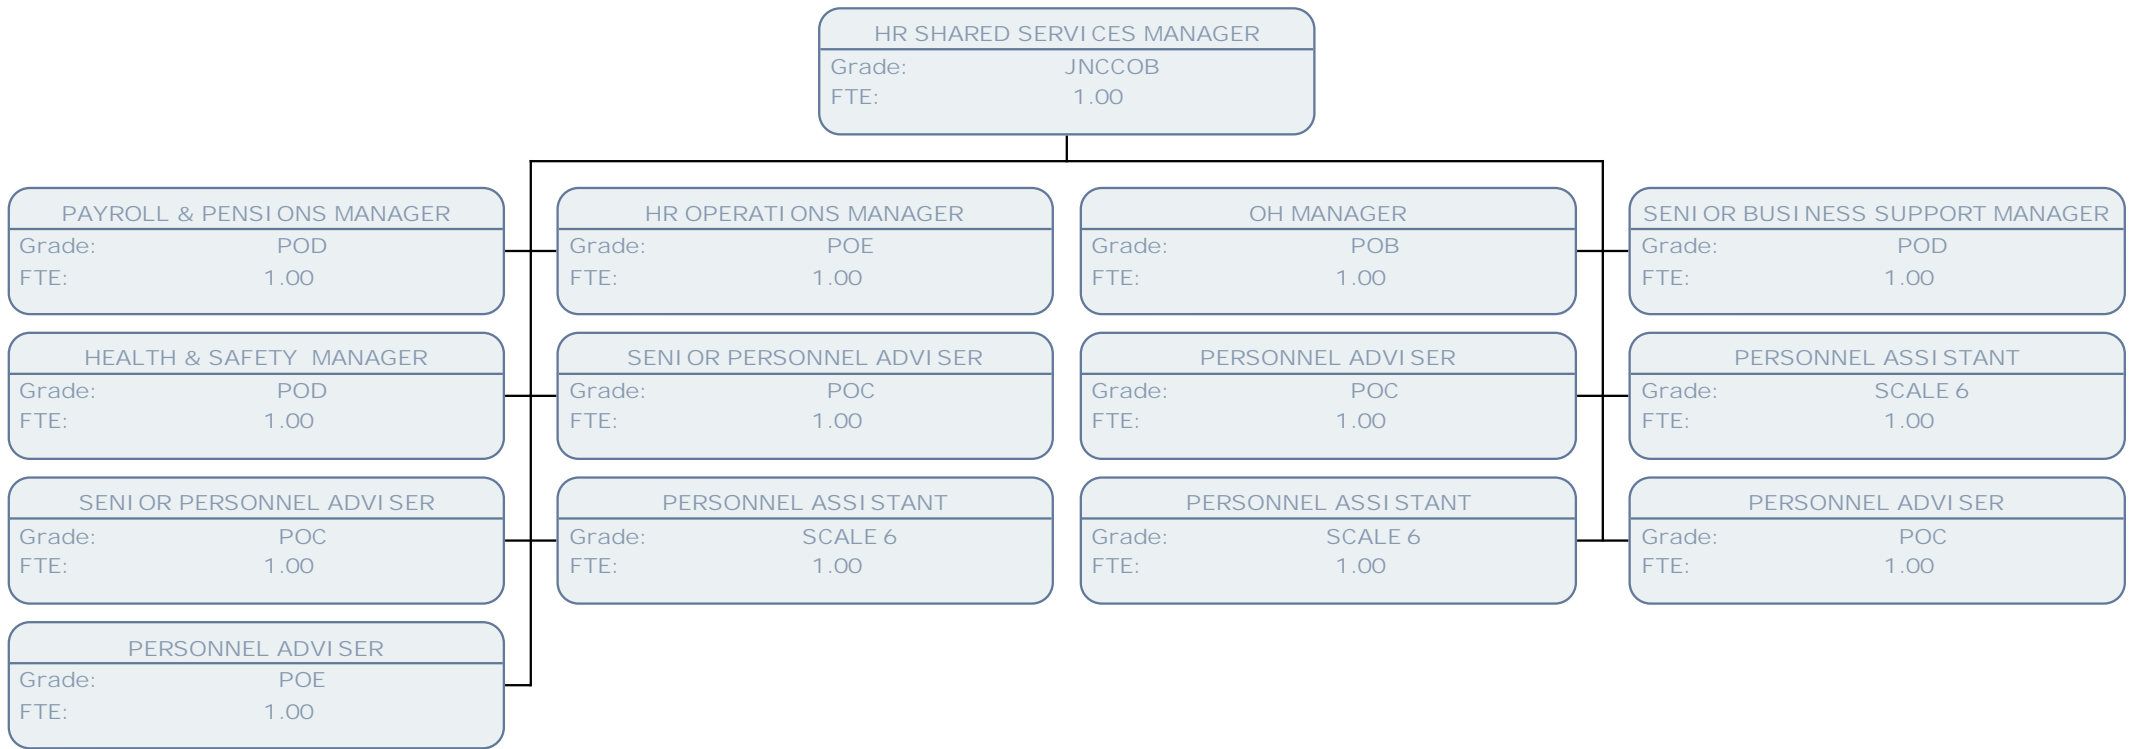 HR SHARED SERVICES MANAGER
Grade: JNCCOB
FTE: 1.00
PAYROLL & PENSIONS MANAGER
Grade: POD
FTE: 1.00
HR OPERATIONS MANAGER
Grade: POE
FTE: 1.00
OH MANAGER
Grade: POB
FTE: 1.00
SENIOR BUSINESS SUPPORT MANAGER
Grade: POD
FTE: 1.00
HEALTH & SAFETY MANAGER
Grade: POD
FTE: 1.00
SENIOR PERSONNEL ADVISER
Grade: POC
FTE: 1.00
PERSONNEL ADVISER
Grade: POC
FTE: 1.00
PERSONNEL ASSISTANT
Grade: SCALE 6
FTE: 1.00
SENIOR PERSONNEL ADVISER
Grade: POC
FTE: 1.00
PERSONNEL ASSISTANT
Grade: SCALE 6
FTE: 1.00
PERSONNEL ASSISTANT
Grade: SCALE 6
FTE: 1.00
PERSONNEL ADVISER
Grade: POC
FTE: 1.00
PERSONNEL ADVISER
Grade: POE
FTE: 1.00